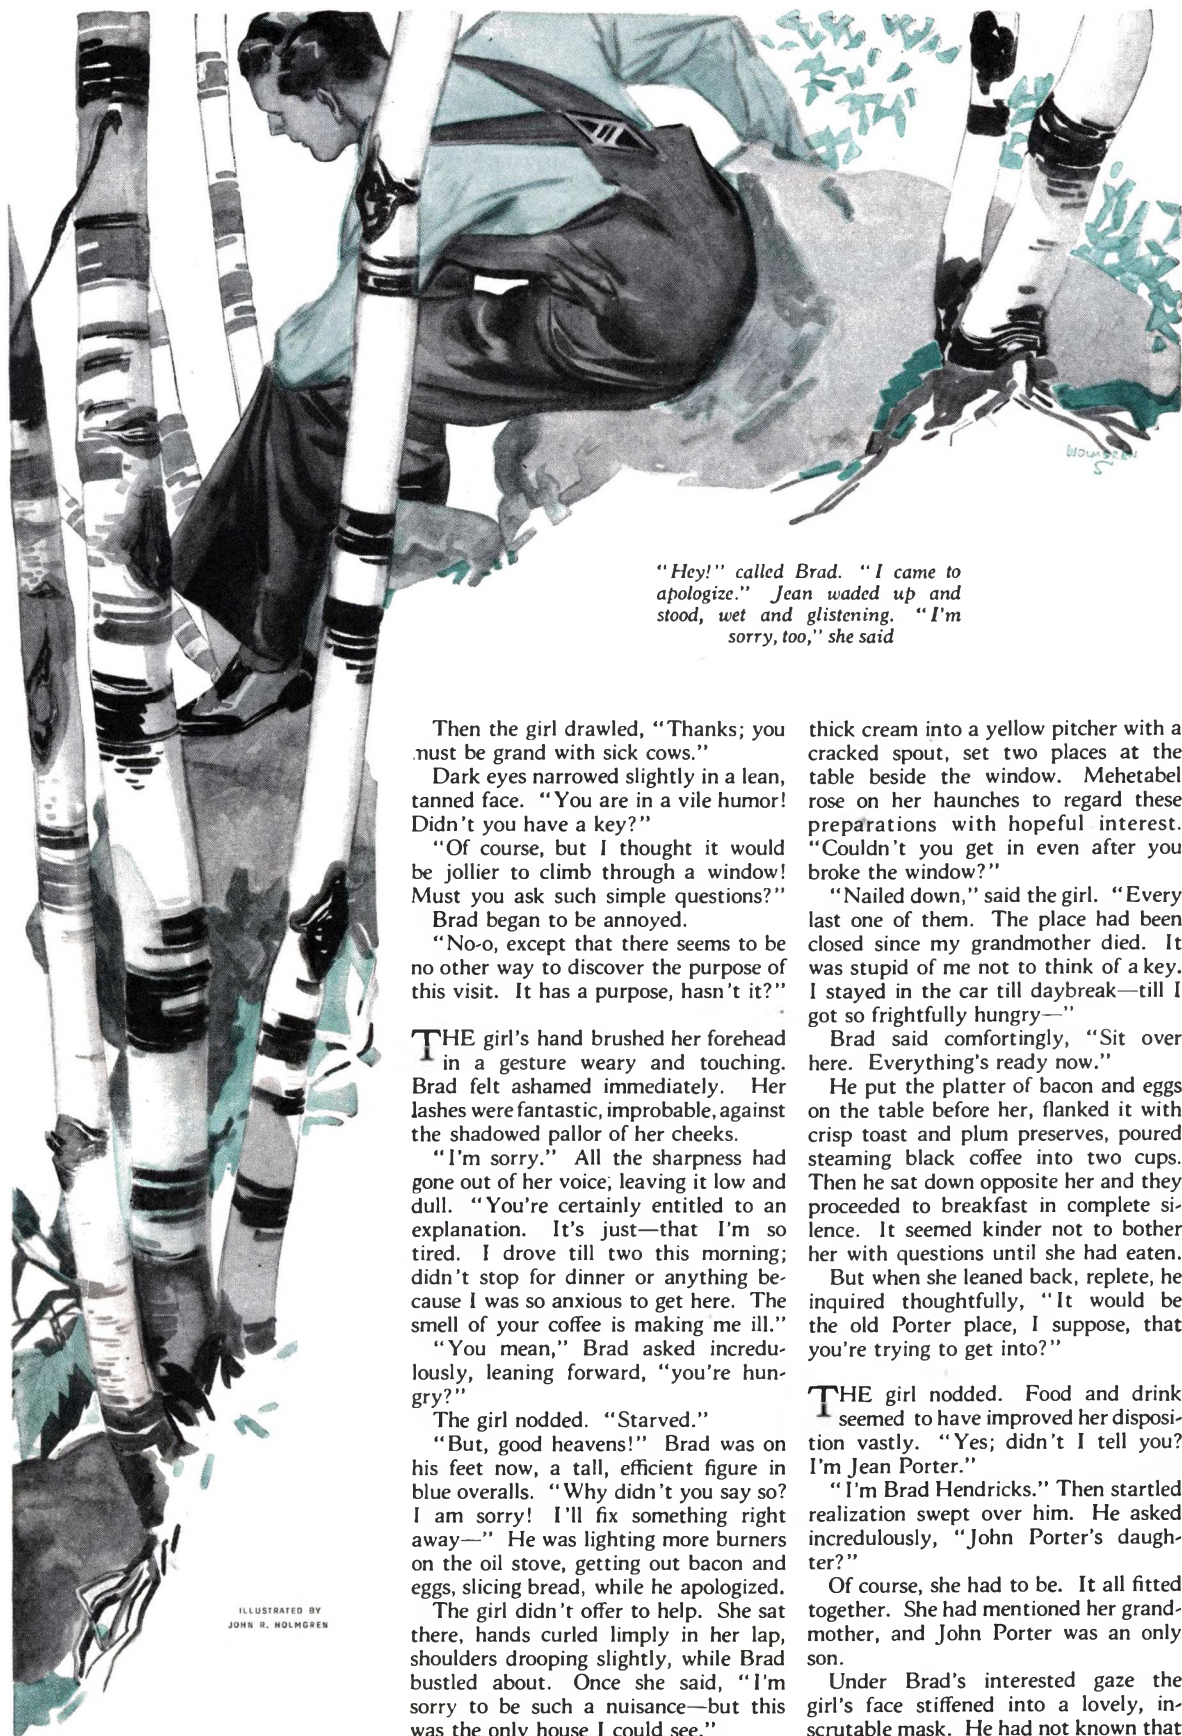 HOLMGREN
"Hey!" called Brad. "I came to
apologize." Jean waded up and
stood, wet and glistening. "I'm
sorry, too," she said
Then the girl drawled, "Thanks; you
must be grand with sick cows."
Dark eyes narrowed slightly in a lean,
tanned face. "You are in a vile humor!
Didn't you have a key?"
"Of course, but I thought it would
be jollier to climb through a window!
Must you ask such simple questions?"
Brad began to be annoyed.
"No-o, except that there seems to be
no other way to discover the purpose of
this visit. It has a purpose, hasn't it?"
THE girl's hand brushed her forehead
in a gesture weary and touching.
Brad felt ashamed immediately. Her
lashes were fantastic, improbable, against
the shadowed pallor of her cheeks.
"I'm sorry." All the sharpness had
gone out of her voice, leaving it low and
dull. "You're certainly entitled to an
explanation. It's just—that I'm so
tired. I drove till two this morning;
didn't stop for dinner or anything be-
cause I was so anxious to get here. The
smell of your coffee is making me ill."
"You mean," Brad asked incredu-
lously, leaning forward, "you're hun-
gry?"
The girl nodded. "Starved."
"But, good heavens!" Brad was on
his feet now, a tall, efficient figure in
blue overalls. "Why didn't you say so?
I am sorry! I'll fix something right
away—" He was lighting more burners
on the oil stove, getting out bacon and
eggs, slicing bread, while he apologized.
The girl didn't offer to help. She sat
there, hands curled limply in her lap,
shoulders drooping slightly, while Brad
bustled about. Once she said, "I'm
sorry to be such a nuisance—but this
was the only house I could see."
thick cream into a yellow pitcher with a
cracked spout, set two places at the
table beside the window. Mehetabel
rose on her haunches to regard these
preparations with hopeful interest.
"Couldn't you get in even after you
broke the window?"
"Nailed down," said the girl. "Every
last one of them. The place had been
closed since my grandmother died. It
was stupid of me not to think of a key.
I stayed in the car till daybreak—till I
got so frightfully hungry—"
Brad said comfortingly, "Sit over
here. Everything's ready now."
He put the platter of bacon and eggs
on the table before her, flanked it with
crisp toast and plum preserves, poured
steaming black coffee into two cups.
Then he sat down opposite her and they
proceeded to breakfast in complete si-
lence. It seemed kinder not to bother
her with questions until she had eaten.
But when she leaned back, replete, he
inquired thoughtfully, "It would be
the old Porter place, I suppose, that
you're trying to get into?"
THE girl nodded. Food and drink
seemed to have improved her disposi-
tion vastly. "Yes; didn't I tell you?
I'm Jean Porter."
"I'm Brad Hendricks." Then startled
realization swept over him. He asked
incredulously, "John Porter's daugh-
ter?"
Of course, she had to be. It all fitted
together. She had mentioned her grand-
mother, and John Porter was an only
son.
Under Brad's interested gaze the
girl's face stiffened into a lovely, in-
scrutable mask. He had not known that
ILLUSTRATED BY
JOHN R. HOLMGREN